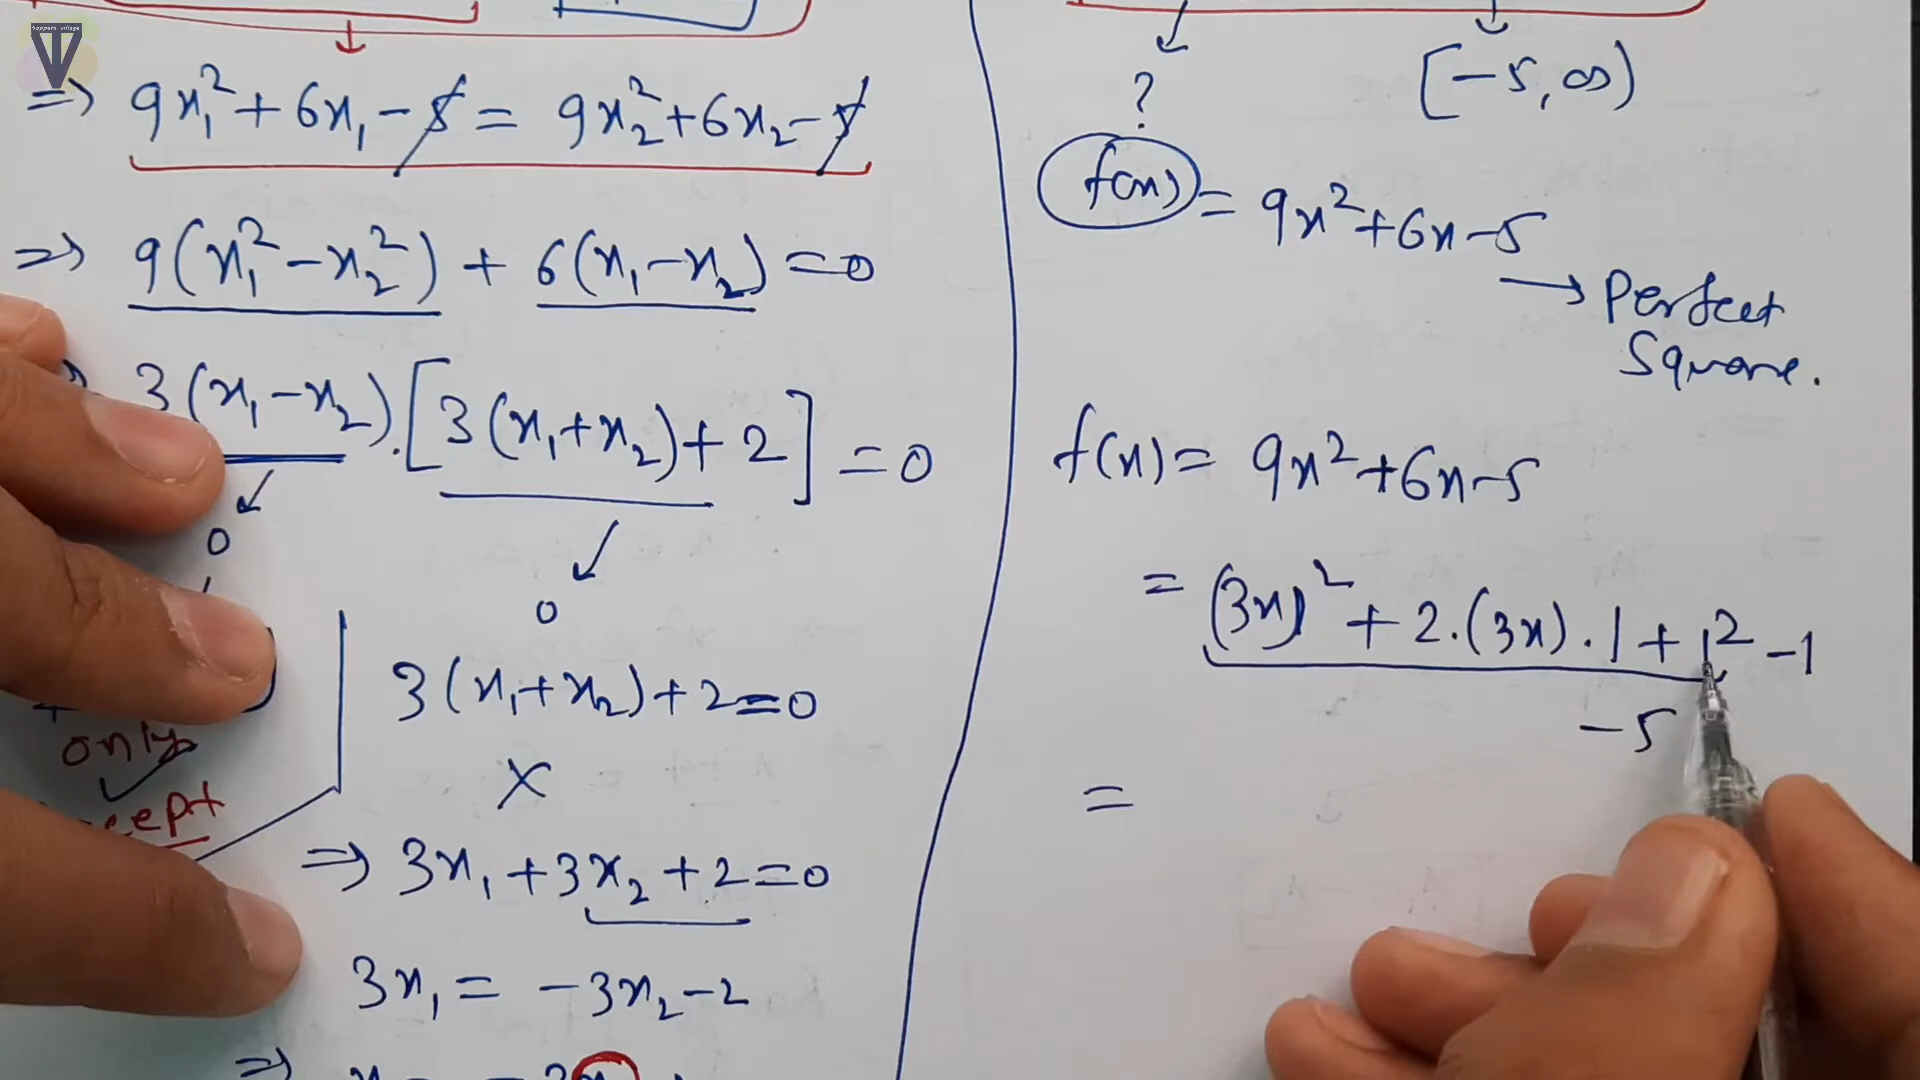 toppers village
⇒ 9x₁² + 6x₁ - 5 = 9x₂² + 6x₂ - 5
⇒ 9(x₁² - x₂²) + 6(x₁ - x₂) = 0
3(x₁ - x₂).[3(x₁ + x₂) + 2] = 0
0
0
only
3(x₁ + x₂) + 2 = 0
×
⇒ 3x₁ + 3x₂ + 2 = 0
3x₁ = -3x₂ - 2
⇒
[-5, ∞)
?
f(x) = 9x² + 6x - 5
→ Perfect
Square.
f(x) = 9x² + 6x - 5
= (3x)² + 2.(3x).1 + 1² - 1
- 5
=